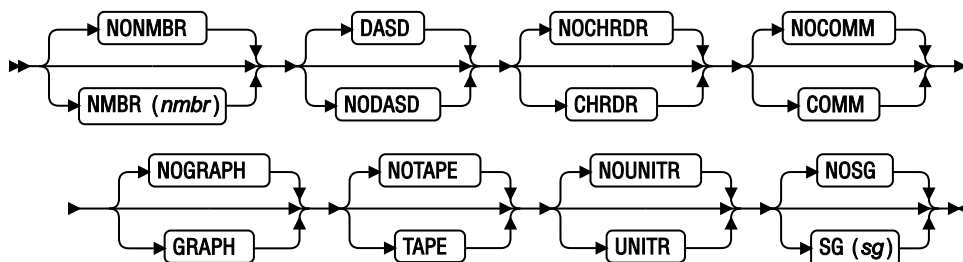 NONMBR DASD NOCHRDR NOCOMM
NMBR (nmbr) NODASD CHRDR COMM
NOGRAPH NOTAPE NOUNITR NOSG
GRAPH TAPE UNITR SG (sg)